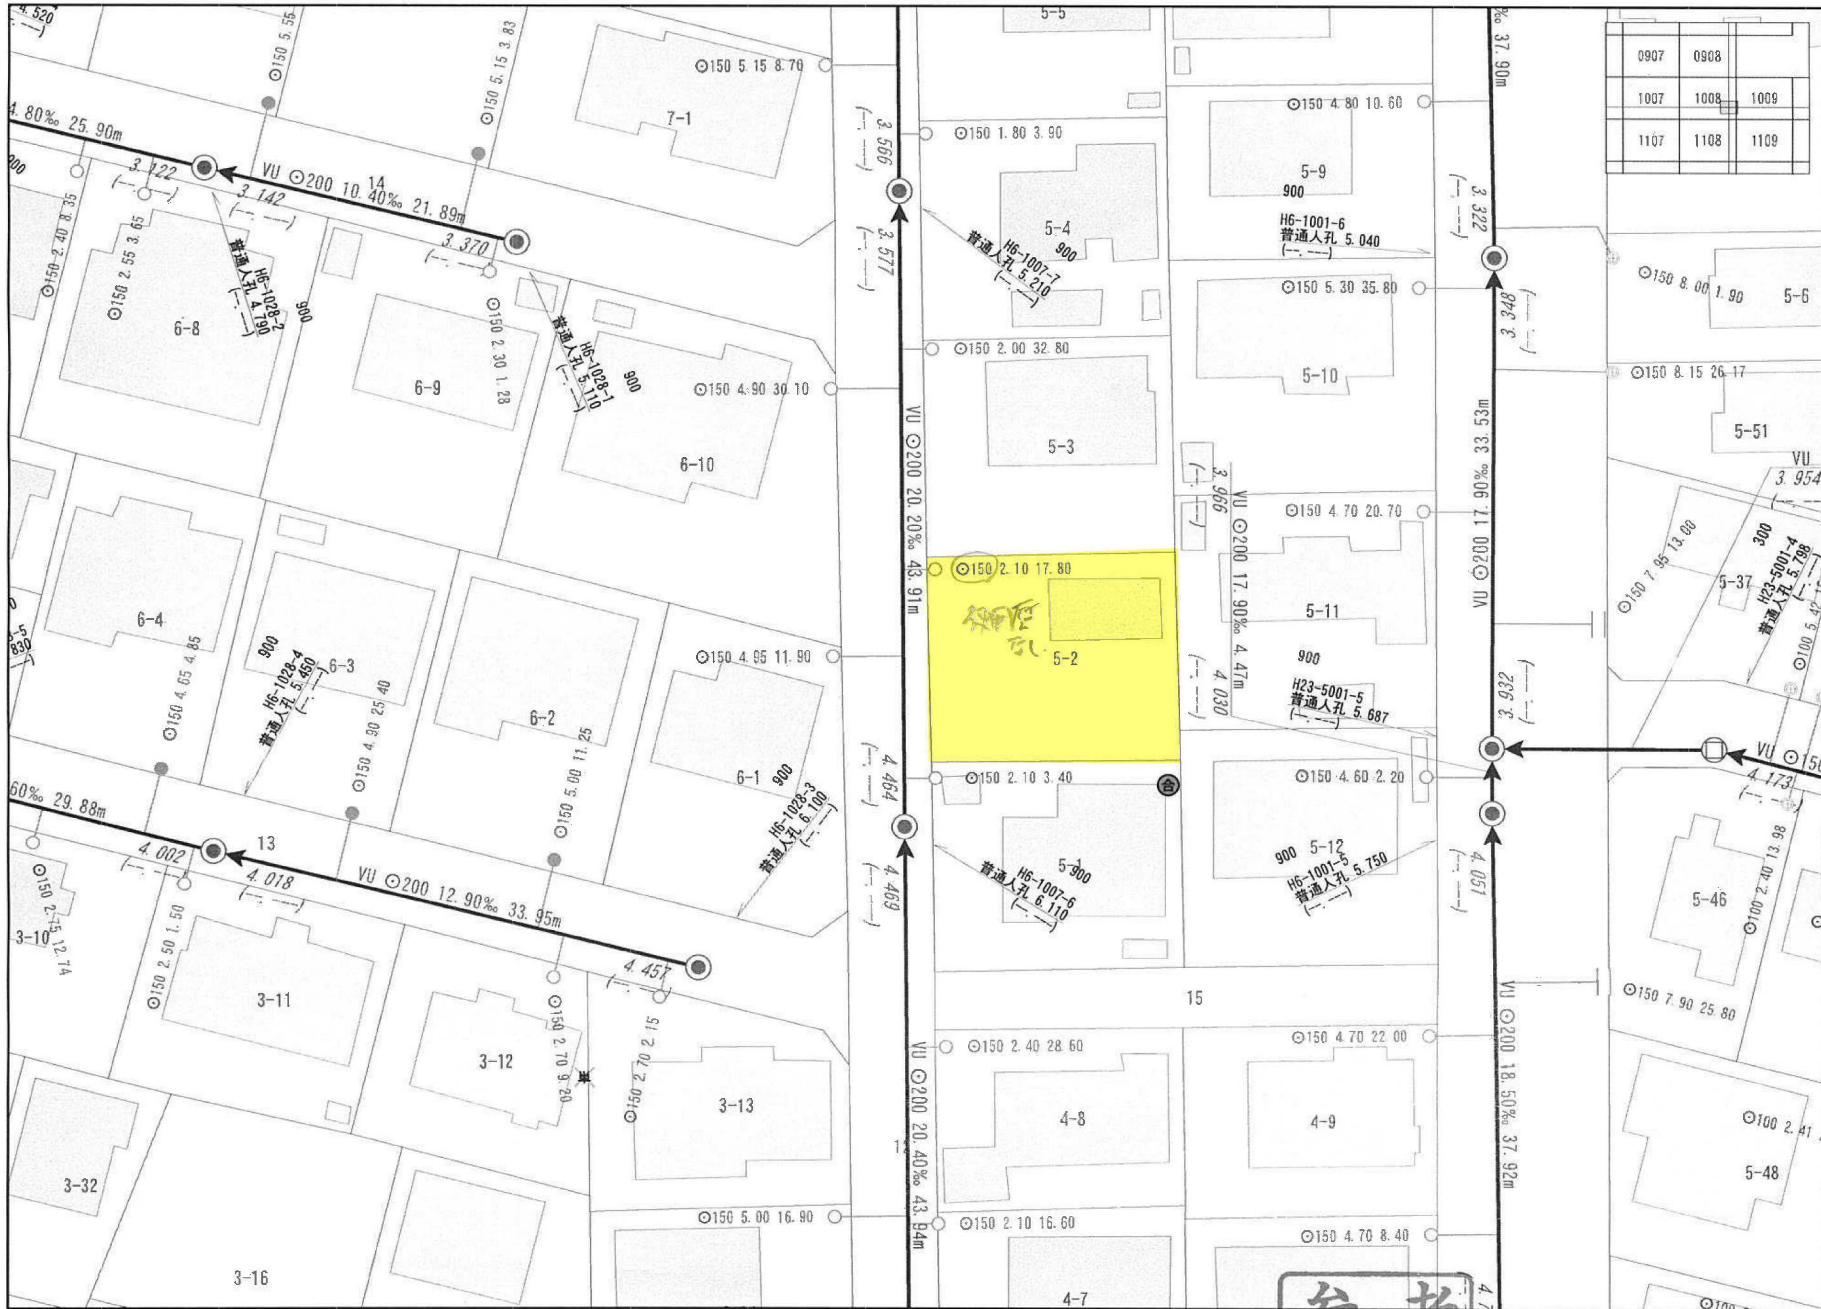 4.520
⊙150 5.55
⊙150 5.15 3.83
⊙150 5.15 8.70
7-1
5-5
37.90m
0907 0908
1007 1008 1009
1107 1108 1109
4.80‰ 25.90m
3.122
(--.---)
VU ⊙200 10.40‰ 21.89m
14
3.142
(--.---)
3.370
(--.---)
3.566
(--.---)
3.577
(--.---)
⊙150 1.80 3.90
5-4
900
H6-1007-7
普通人孔 5.210
(--.---)
⊙150 4.80 10.60
5-9
900
H6-1001-6
普通人孔 5.040
(--.---)
3.322
(--.---)
3.348
(--.---)
⊙150 5.30 35.80
5-10
⊙150 8.00 1.90
5-6
⊙150 8.15 26.17
5-51
900
⊙150 2.40 8.35
⊙150 2.55 3.65
6-8
900
H6-1028-2
普通人孔 4.790
(--.---)
6-9
⊙150 2.30 1.28
900
H6-1028-1
普通人孔 5.110
(--.---)
6-10
⊙150 4.90 30.10
⊙150 2.00 32.80
5-3
VU ⊙200 20.20‰ 43.91m
3.966
(--.---)
VU ⊙200 17.90‰ 4.47m
4.030
(--.---)
⊙150 4.70 20.70
5-11
VU ⊙200 17.90‰ 33.53m
VU
3.954
⊙150 7.95 13.00
5-37
300
H23-5001-4
普通人孔 5.798
(--.---)
⊙150 2.10 17.80
5-2
900
H23-5001-5
普通人孔 5.687
(--.---)
3.932
(--.---)
6-4
⊙150 4.65 4.85
900
H6-1028-4
普通人孔 5.450
(--.---)
6-3
⊙150 4.90 25.40
6-2
⊙150 5.00 11.25
⊙150 4.95 11.90
6-1
900
H6-1028-3
普通人孔 6.100
(--.---)
4.464
(--.---)
4.469
(--.---)
⊙150 2.10 3.40
合
5-1
900
H6-1007-6
普通人孔 6.110
(--.---)
⊙150 4.60 2.20
5-12
900
H6-1001-5
普通人孔 5.750
(--.---)
4.051
(--.---)
VU ⊙150
4.173
(--.---)
⊙100 2.40 13.98
5-46
60‰ 29.88m
4.002
(--.---)
13
4.018
(--.---)
VU ⊙200 12.90‰ 33.95m
4.457
(--.---)
3-10
⊙150 2.75 12.74
⊙150 2.50 1.50
3-11
3-12
⊙150 2.70 9.20
⊙150 2.70 2.15
3-13
15
⊙150 2.40 28.60
4-8
VU ⊙200 20.40‰ 43.94m
⊙150 4.70 22.00
4-9
VU ⊙200 18.50‰ 37.92m
⊙150 7.90 25.80
⊙100 2.41
5-48
3-32
3-16
⊙150 5.00 16.90
⊙150 2.10 16.60
4-7
⊙150 4.70 8.40